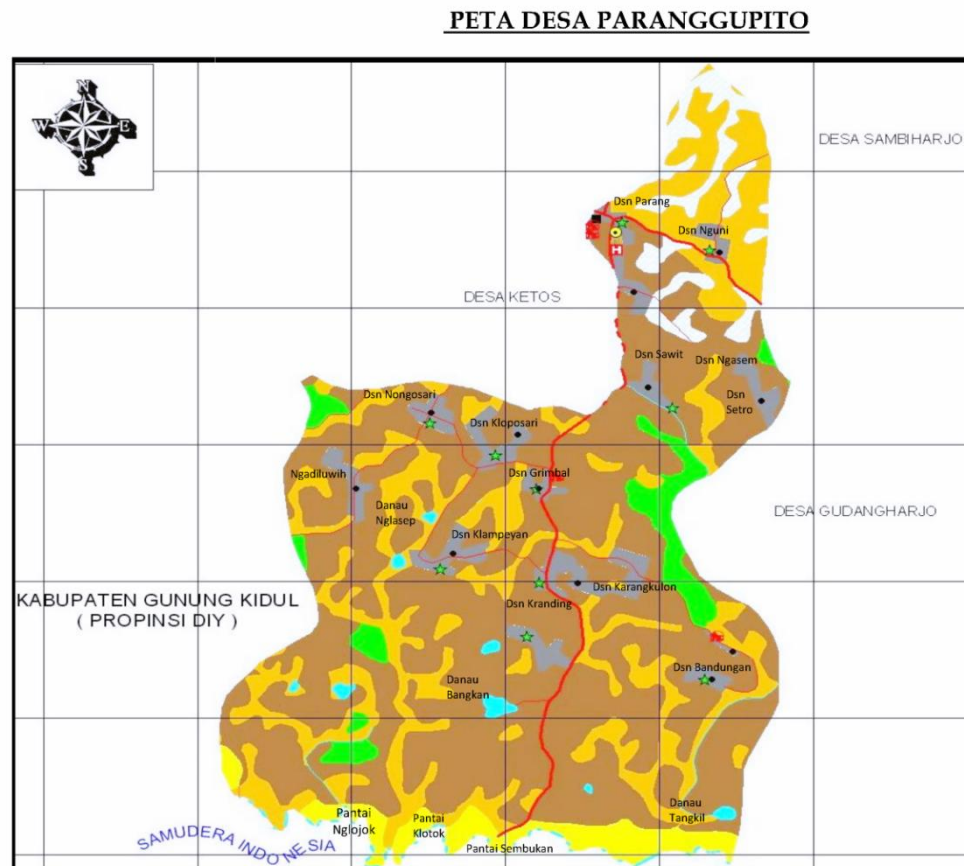 PETA DESA PARANGGUPITO
N
W E
S
DESA SAMBIHARJO
Dsn Parang
Dsn Nguni
H
DESA KETOS
Dsn Sawit
Dsn Ngasem
Dsn Nongosari
Dsn
Setro
Dsn Kloposari
Ngadiluwih
Dsn Grimbal
Danau
Nglasep
DESA GUDANGHARJO
Dsn Klampeyan
Dsn Karangkulon
KABUPATEN GUNUNG KIDUL
( PROPINSI DIY )
Dsn Kranding
Dsn Bandungan
Danau
Bangkan
Danau
Tangkil
Pantai
Nglojok
Pantai
Klotok
SAMUDERA INDONESIA
Pantai Sembukan